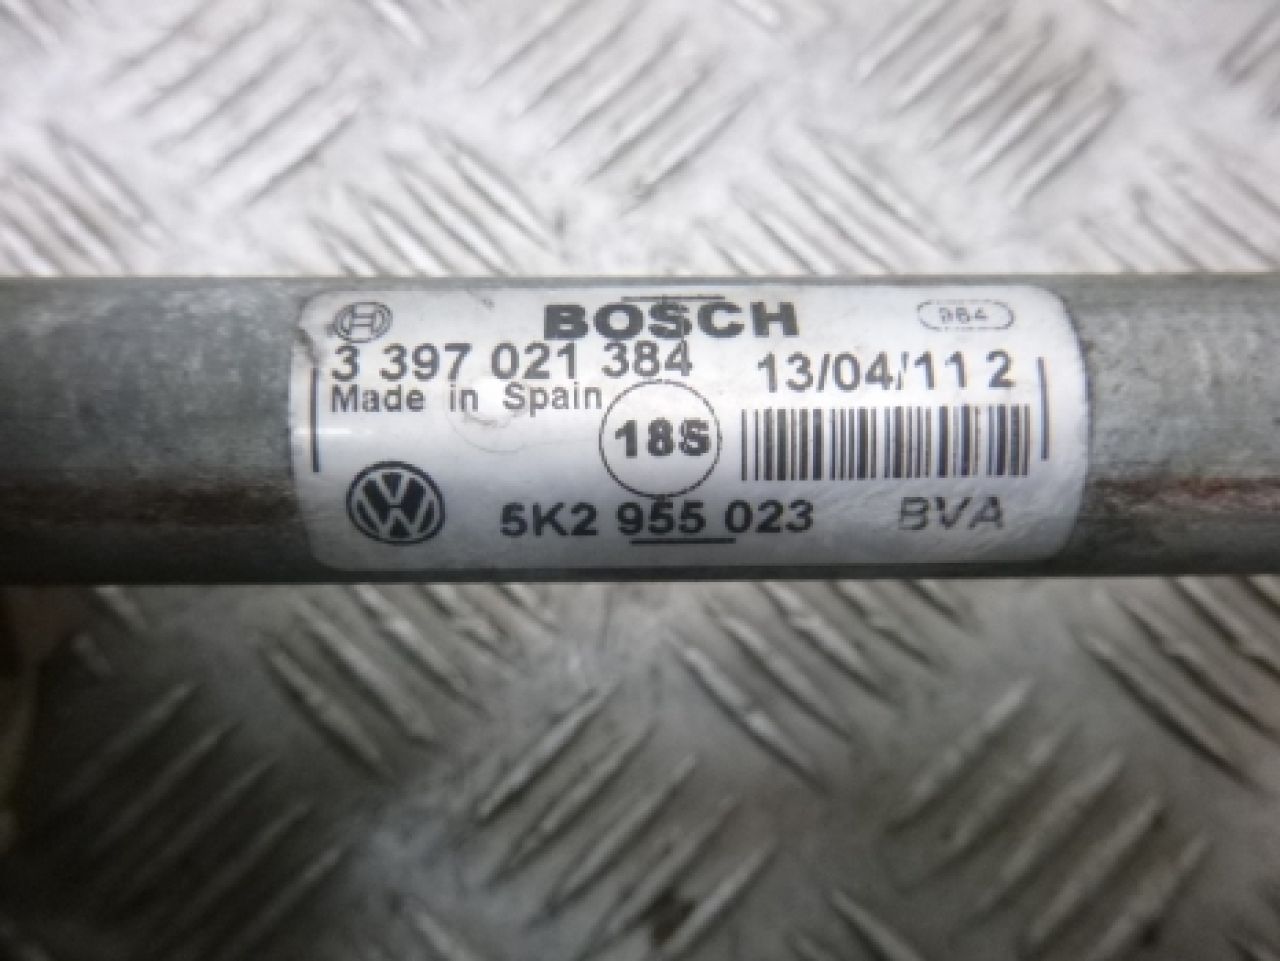 BOSCH 984
3 397 021 384 13/04/11 2
Made in Spain
18S
5K2 955 023 BVA